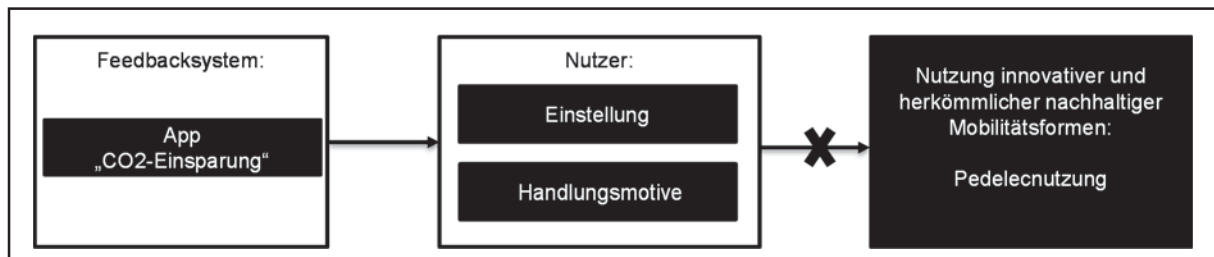 Feedbacksystem:
App
„CO2-Einsparung“
Nutzer:
Einstellung
Handlungsmotive
Nutzung innovativer und
herkömmlicher nachhaltiger
Mobilitätsformen:
Pedelecnutzung